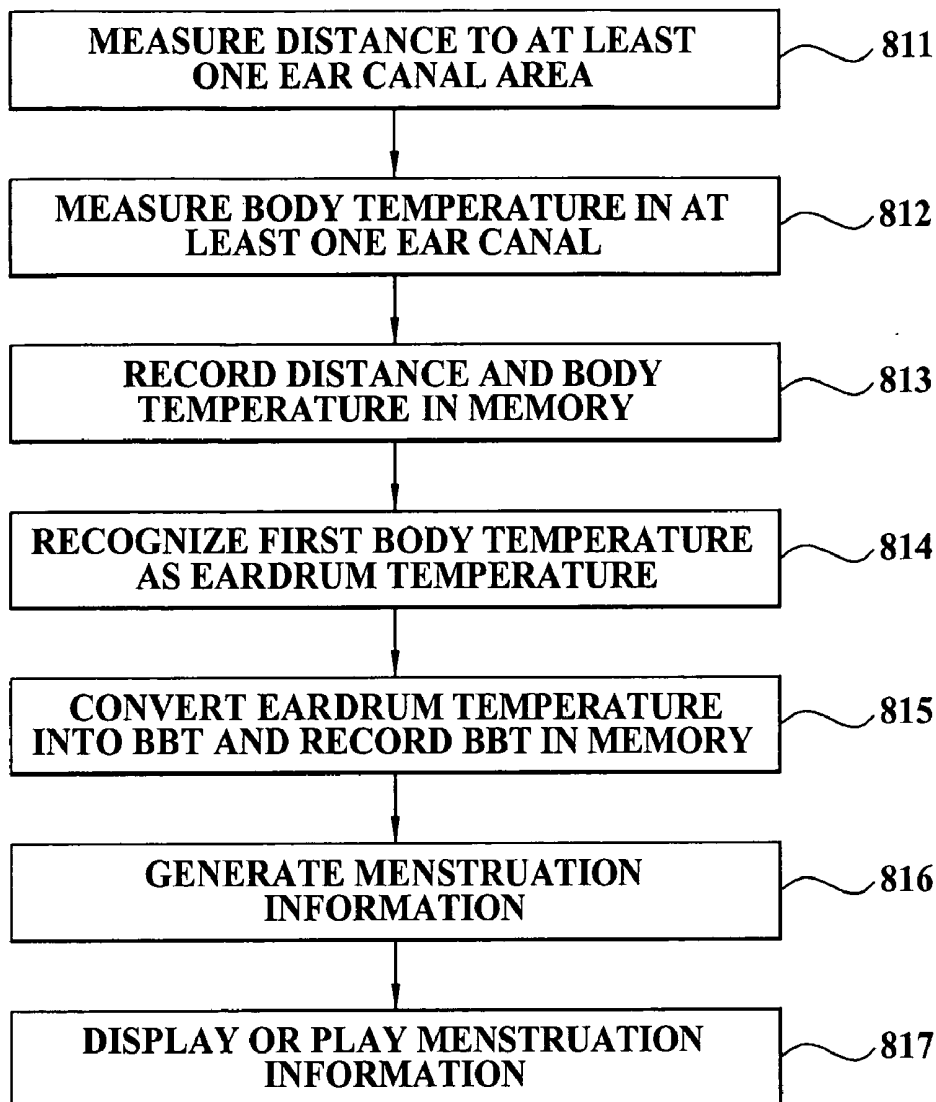 MEASURE DISTANCE TO AT LEAST
ONE EAR CANAL AREA
811
MEASURE BODY TEMPERATURE IN AT
LEAST ONE EAR CANAL
812
RECORD DISTANCE AND BODY
TEMPERATURE IN MEMORY
813
RECOGNIZE FIRST BODY TEMPERATURE
AS EARDRUM TEMPERATURE
814
CONVERT EARDRUM TEMPERATURE
INTO BBT AND RECORD BBT IN MEMORY
815
GENERATE MENSTRUATION
INFORMATION
816
DISPLAY OR PLAY MENSTRUATION
INFORMATION
817